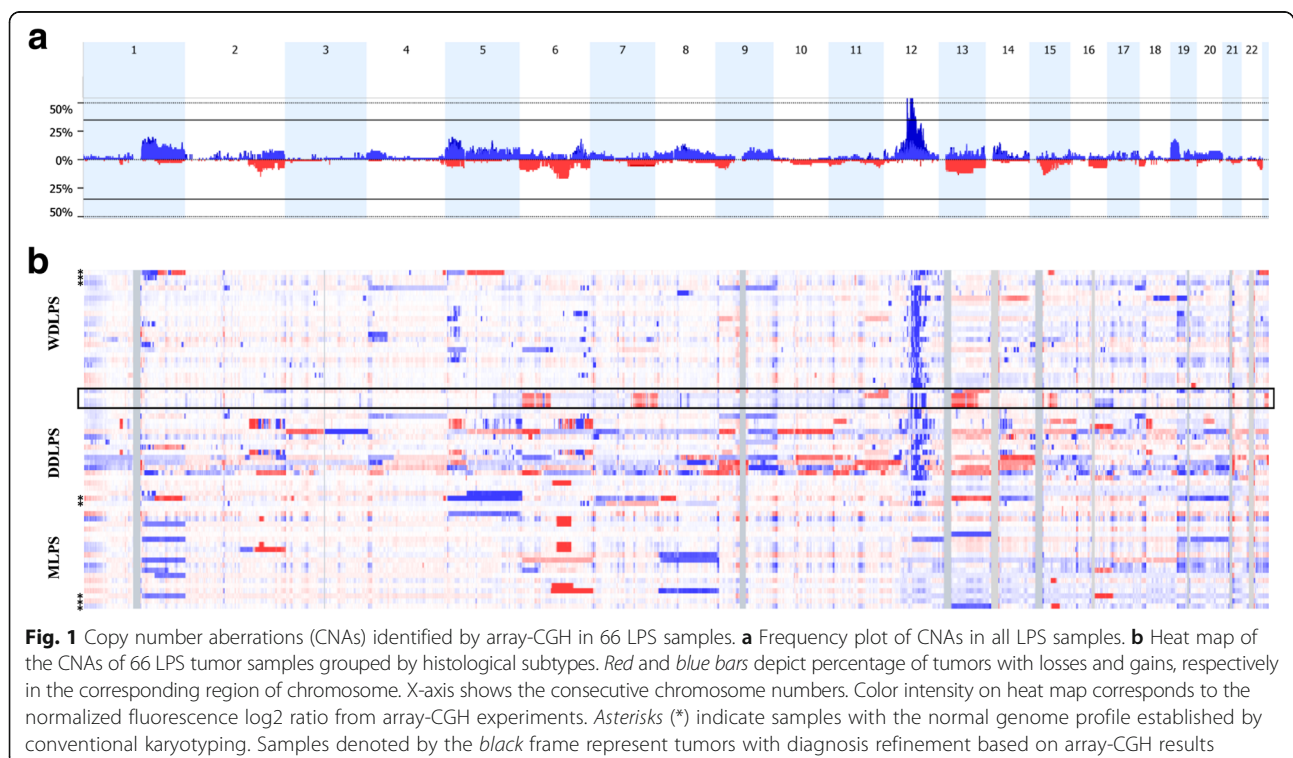 a
1 2 3 4 5 6 7 8 9 10 11 12 13 14 15 16 17 18 19 20 21 22
50%
25%
0%
25%
50%
b
***
WDLPS
DDLPS
**
MLPS
***
Fig. 1 Copy number aberrations (CNAs) identified by array-CGH in 66 LPS samples. a Frequency plot of CNAs in all LPS samples. b Heat map of
the CNAs of 66 LPS tumor samples grouped by histological subtypes. Red and blue bars depict percentage of tumors with losses and gains, respectively
in the corresponding region of chromosome. X-axis shows the consecutive chromosome numbers. Color intensity on heat map corresponds to the
normalized fluorescence log2 ratio from array-CGH experiments. Asterisks (*) indicate samples with the normal genome profile established by
conventional karyotyping. Samples denoted by the black frame represent tumors with diagnosis refinement based on array-CGH results